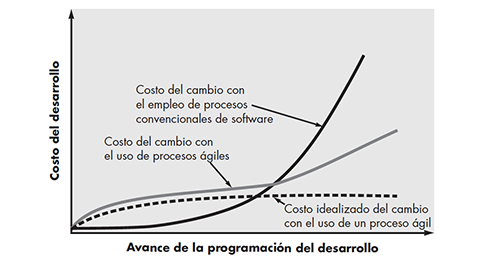 Costo del desarrollo
Costo del cambio con
el empleo de procesos
convencionales de software
Costo del cambio con
el uso de procesos ágiles
Costo idealizado del cambio
con el uso de un proceso ágil
Avance de la programación del desarrollo